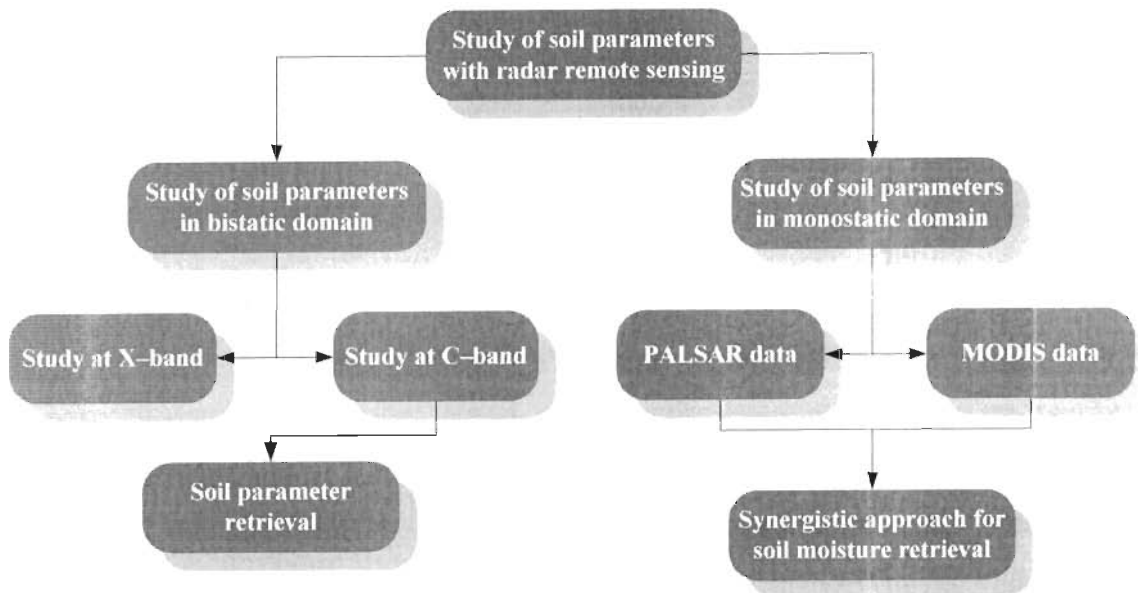 Study of soil parameters
with radar remote sensing
Study of soil parameters
in bistatic domain
Study of soil parameters
in monostatic domain
Study at X–band
Study at C–band
PALSAR data
MODIS data
Soil parameter
retrieval
Synergistic approach for
soil moisture retrieval